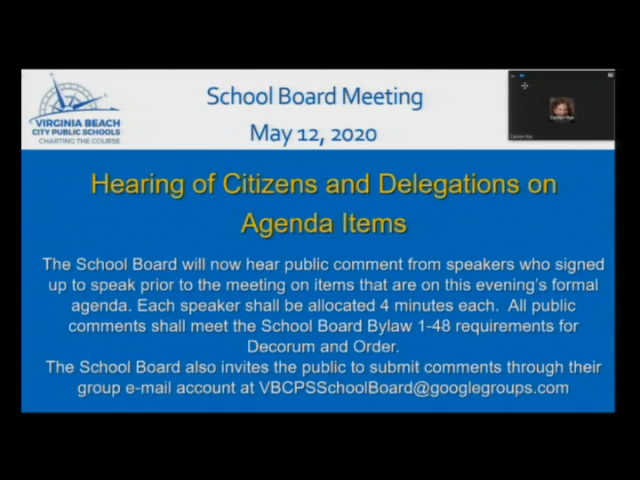 VIRGINIA BEACH
CITY PUBLIC SCHOOLS
CHARTING THE COURSE
School Board Meeting
May 12, 2020
Hearing of Citizens and Delegations on
Agenda Items
The School Board will now hear public comment from speakers who signed
up to speak prior to the meeting on items that are on this evening's formal
agenda. Each speaker shall be allocated 4 minutes each. All public
comments shall meet the School Board Bylaw 1-48 requirements for
Decorum and Order.
The School Board also invites the public to submit comments through their
group e-mail account at VBCPSSchoolBoard@googlegroups.com